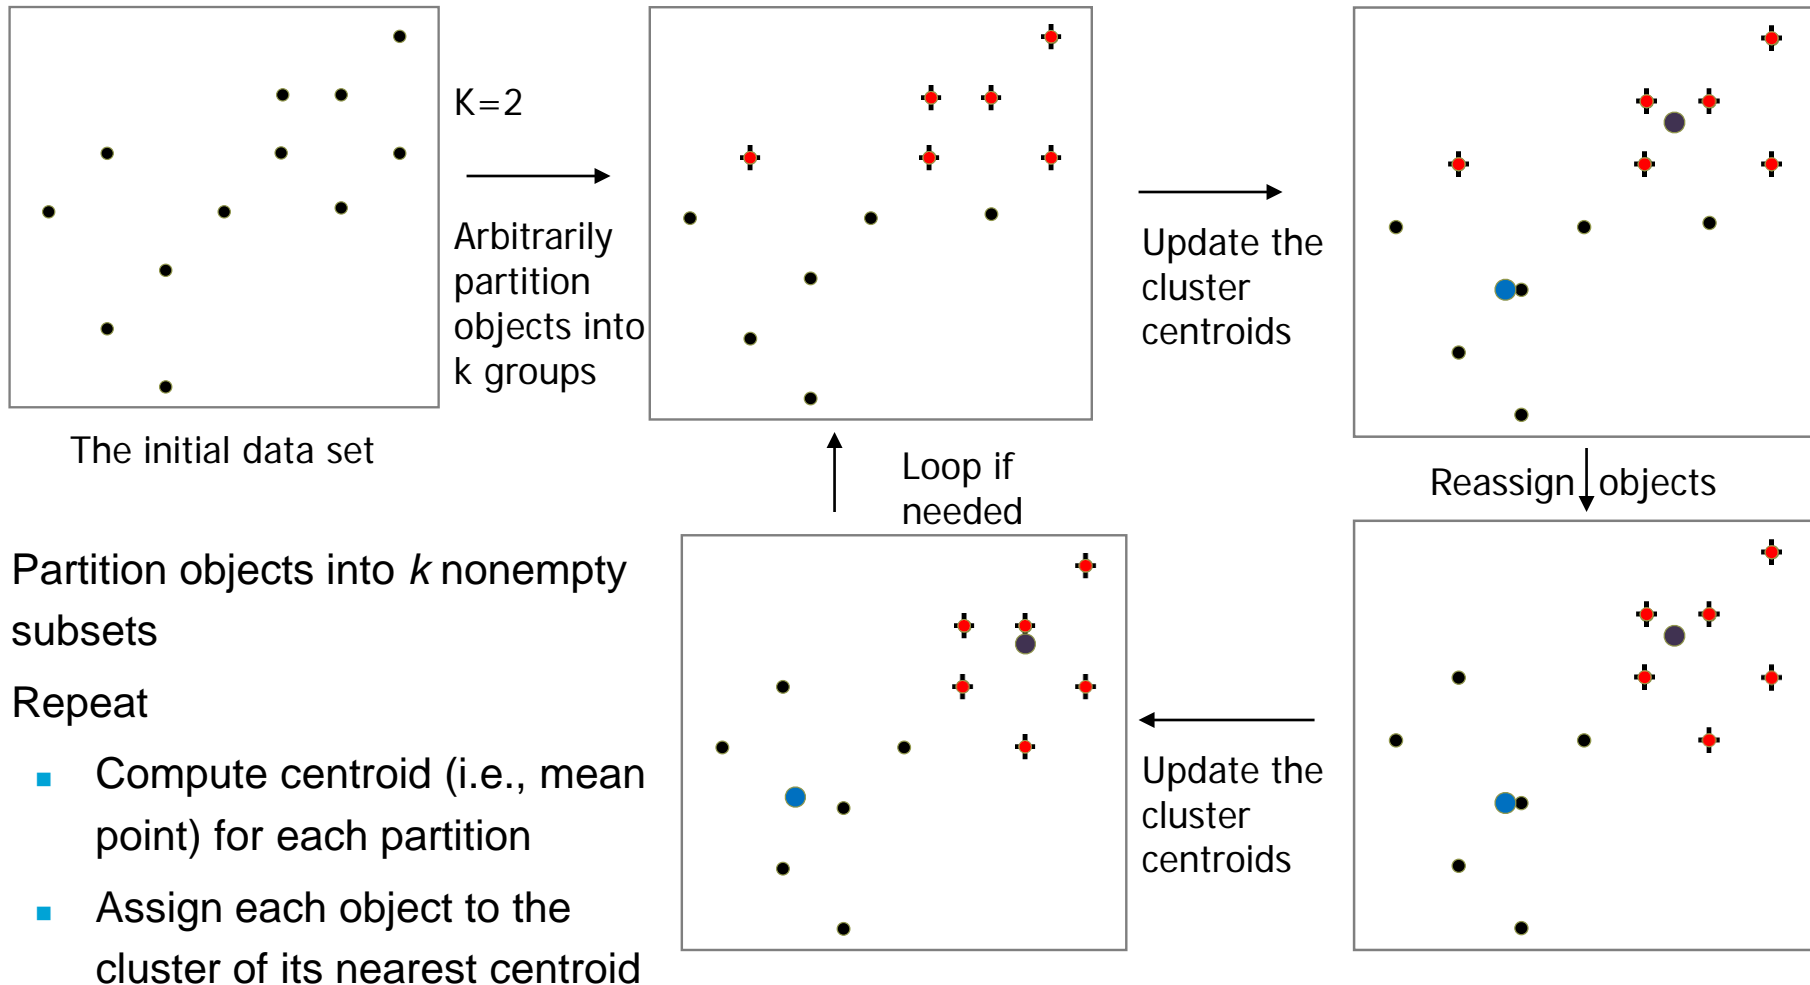 K=2
Arbitrarily
partition
objects into
k groups
Update the
cluster
centroids
The initial data set
Loop if
needed
Reassign objects
Update the
cluster
centroids
Partition objects into k nonempty
subsets
Repeat
Compute centroid (i.e., mean
point) for each partition
Assign each object to the
cluster of its nearest centroid